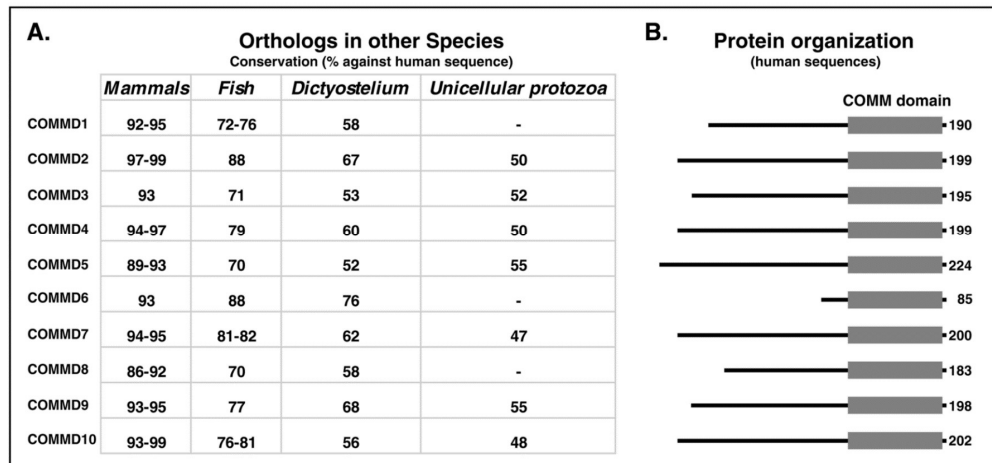 A.
Orthologs in other Species
Conservation (% against human sequence)
Mammals Fish Dictyostelium Unicellular protozoa
COMMD1 92-95 72-76 58 -
COMMD2 97-99 88 67 50
COMMD3 93 71 53 52
COMMD4 94-97 79 60 50
COMMD5 89-93 70 52 55
COMMD6 93 88 76 -
COMMD7 94-95 81-82 62 47
COMMD8 86-92 70 58 -
COMMD9 93-95 77 68 55
COMMD10 93-99 76-81 56 48
B.
Protein organization
(human sequences)
COMM domain
190
199
195
199
224
85
200
183
198
202